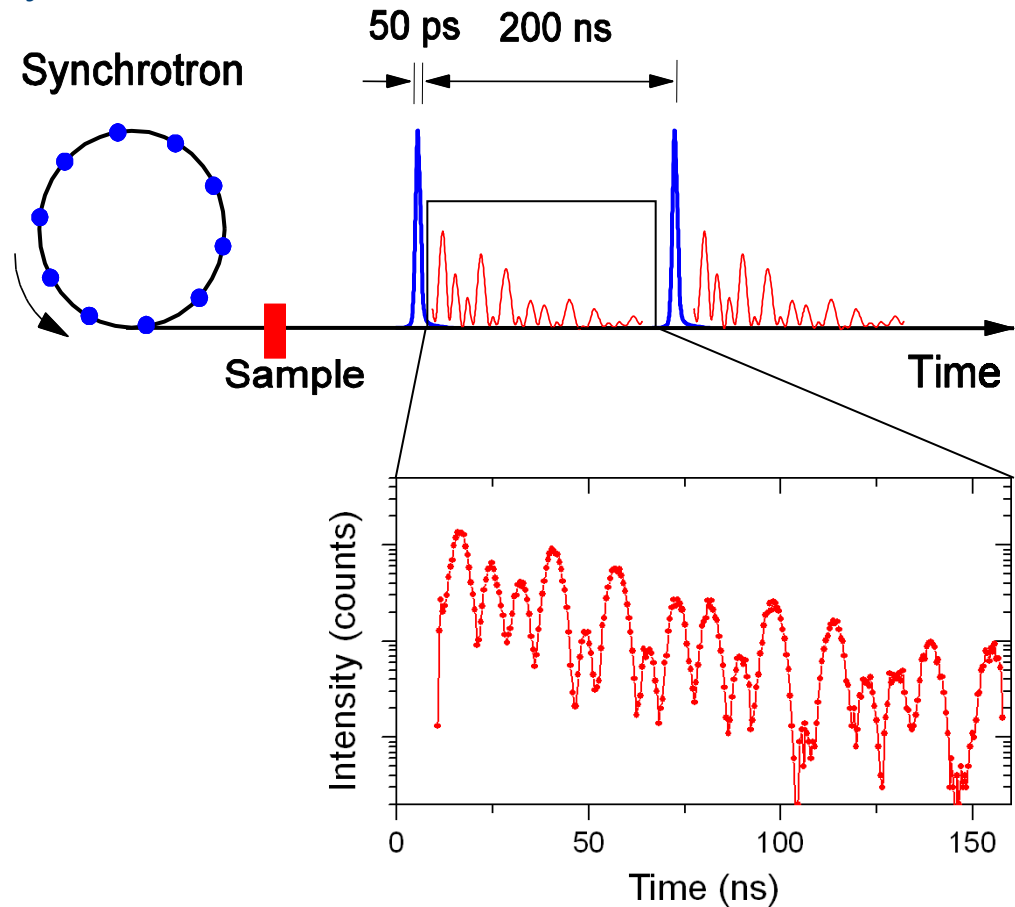 50 ps
200 ns
Synchrotron
Sample
Time
Intensity (counts)
0
50
100
150
Time (ns)